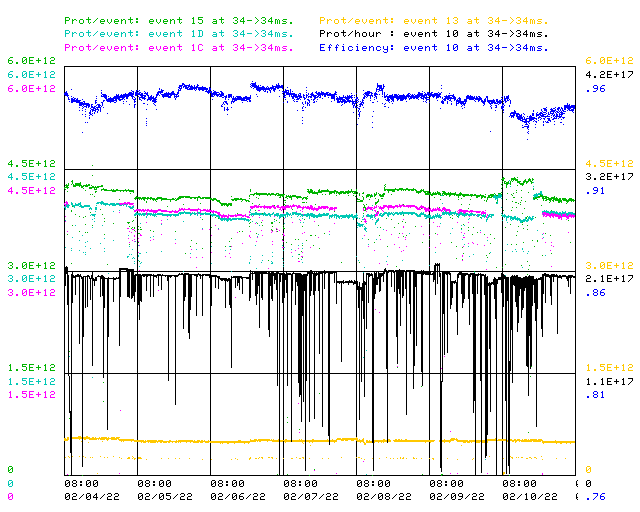 Prot/event: event 15 at 34->34ms. Prot/event: event 13 at 34->34ms.
Prot/event: event 1D at 34->34ms. Prot/hour : event 10 at 34->34ms.
Prot/event: event 1C at 34->34ms. Efficiency: event 10 at 34->34ms.
6.0E+12 6.0E+12
6.0E+12 4.2E+17
6.0E+12 .96
4.5E+12 4.5E+12
4.5E+12 3.2E+17
4.5E+12 .91
3.0E+12 3.0E+12
3.0E+12 2.1E+17
3.0E+12 .86
1.5E+12 1.5E+12
1.5E+12 1.1E+17
1.5E+12 .81
0 0
0 08:00 08:00 08:00 08:00 08:00 08:00 08:00 0
0 02/04/22 02/05/22 02/06/22 02/07/22 02/08/22 02/09/22 02/10/22 .76